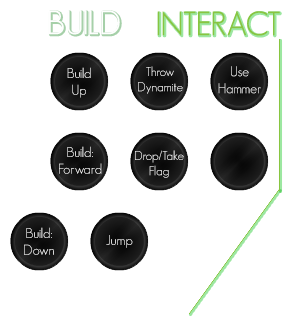 BUILD INTERACT
Build
Up
Throw
Dynamite
Use
Hammer
Build:
Forward
Drop/Take
Flag
Build:
Down
Jump